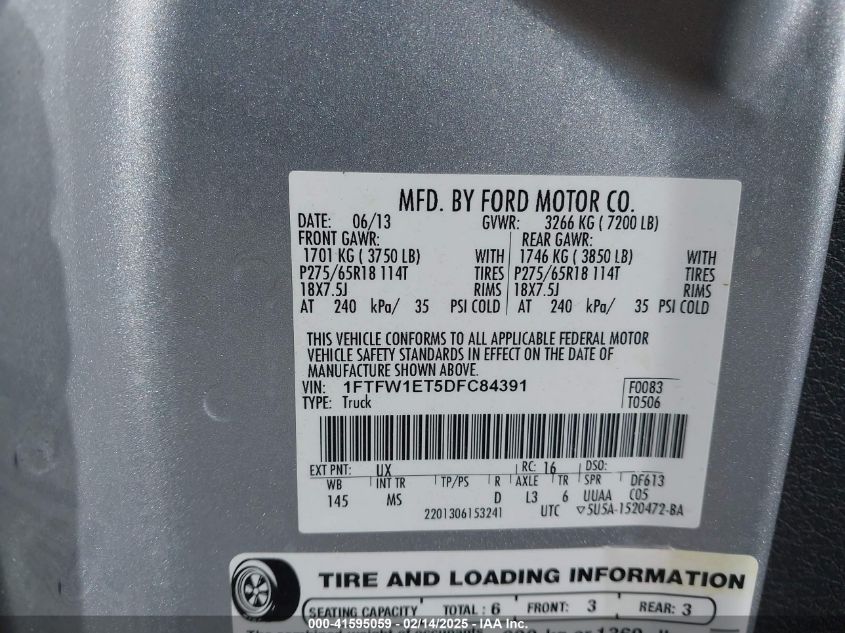 MFD. BY FORD MOTOR CO.
DATE: 06/13 GVWR: 3266 KG ( 7200 LB)
FRONT GAWR: REAR GAWR:
1701 KG ( 3750 LB) WITH 1746 KG ( 3850 LB) WITH
P275/65R18 114T TIRES P275/65R18 114T TIRES
18X7.5J RIMS 18X7.5J RIMS
AT 240 kPa/ 35 PSI COLD AT 240 kPa/ 35 PSI COLD
THIS VEHICLE CONFORMS TO ALL APPLICABLE FEDERAL MOTOR
VEHICLE SAFETY STANDARDS IN EFFECT ON THE DATE OF
MANUFACTURE SHOWN ABOVE.
VIN: 1FTFW1ET5DFC84391 F0083
TYPE: Truck T0506
EXT PNT: UX RC: 16 DSO:
WB INT TR TP/PS R AXLE TR SPR DF613
145 MS D L3 6 UUAA C05
2201306153241 UTC ▽5U5A-1520472-BA
TIRE AND LOADING INFORMATION
SEATING CAPACITY TOTAL : 6 FRONT: 3 REAR: 3
The combined weight of occupants
000-41595059 - 02/14/2025 - IAA, Inc.